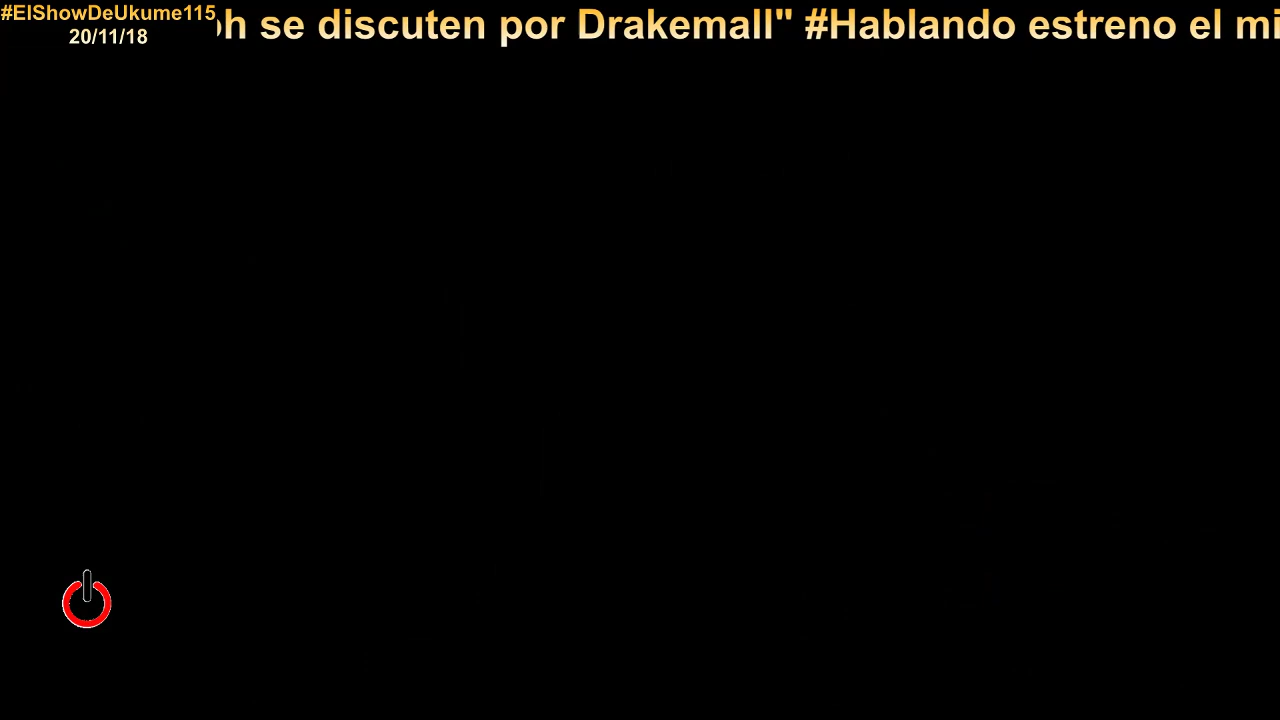 #ElShowDeUkume115
20/11/18
se discuten por Drakemall" #Hablando estreno el